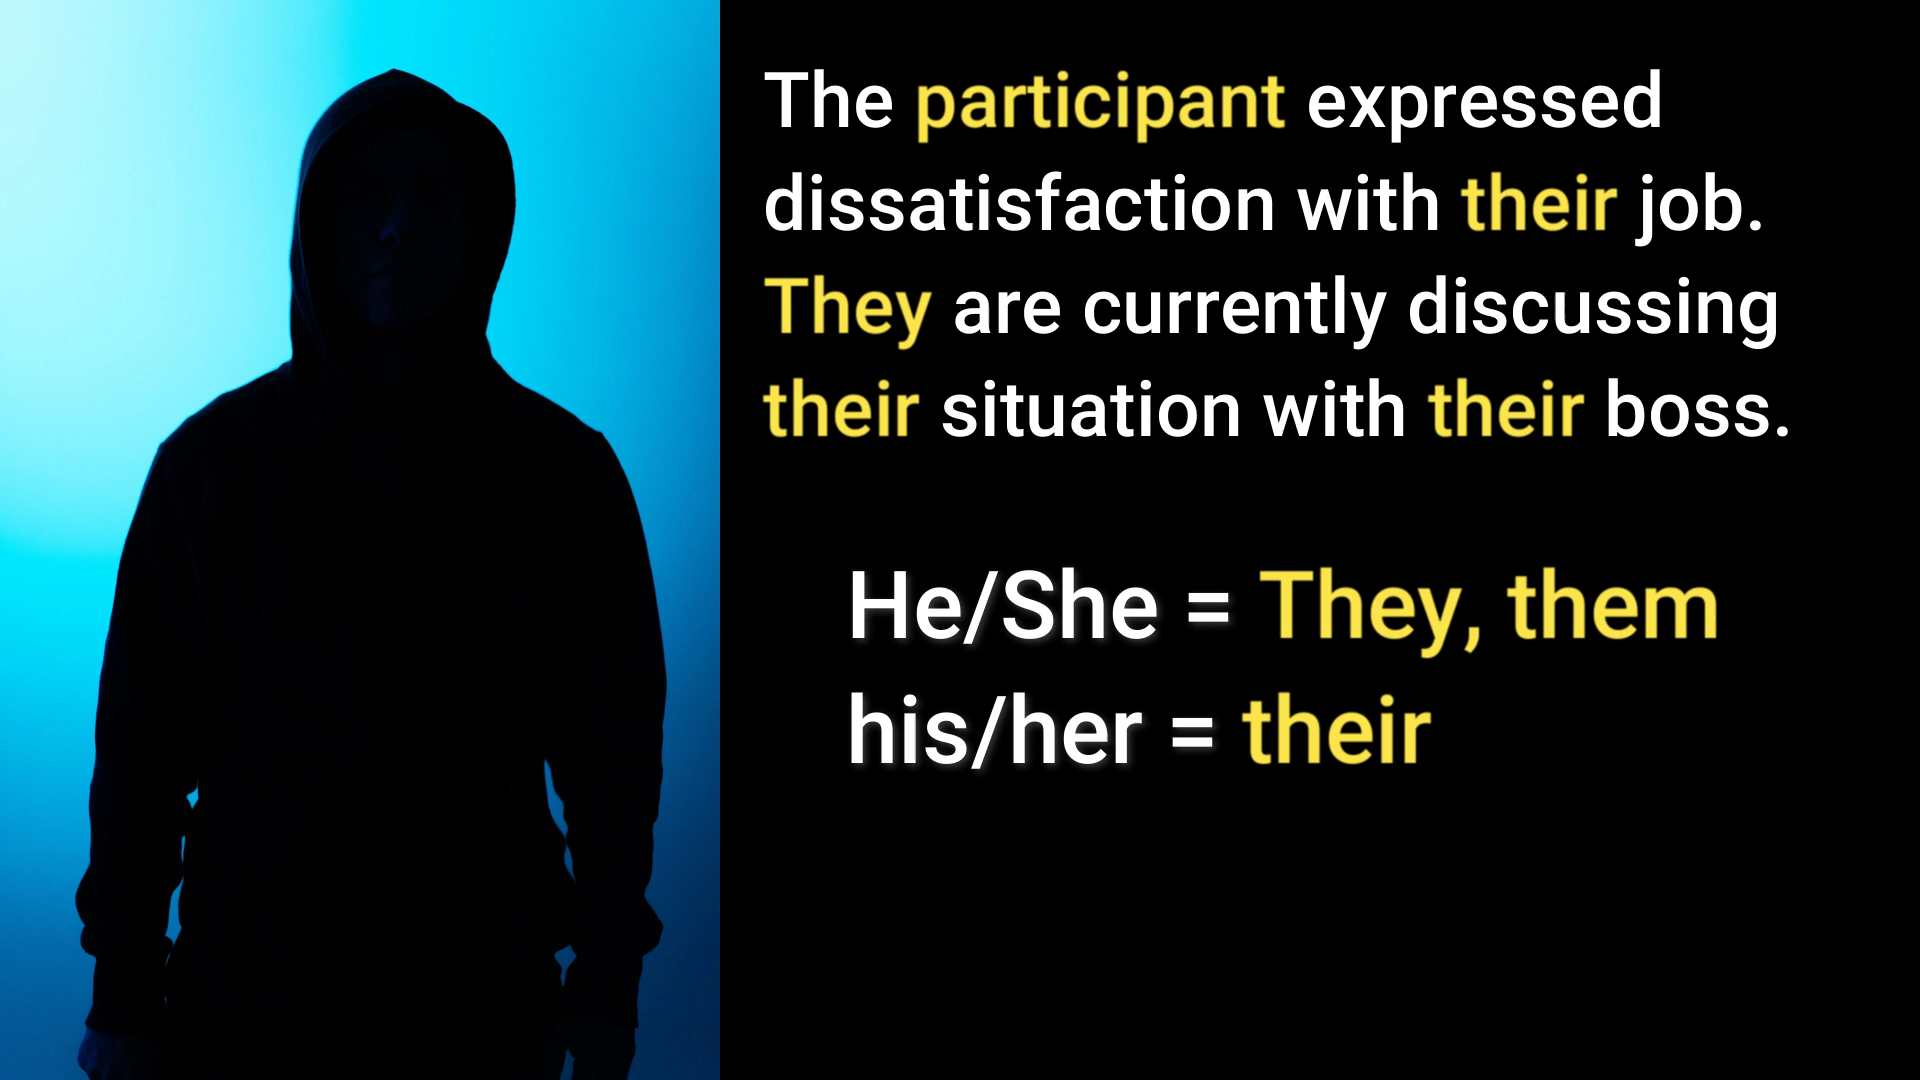 The participant expressed
dissatisfaction with their job.
They are currently discussing
their situation with their boss.
He/She = They, them
his/her = their